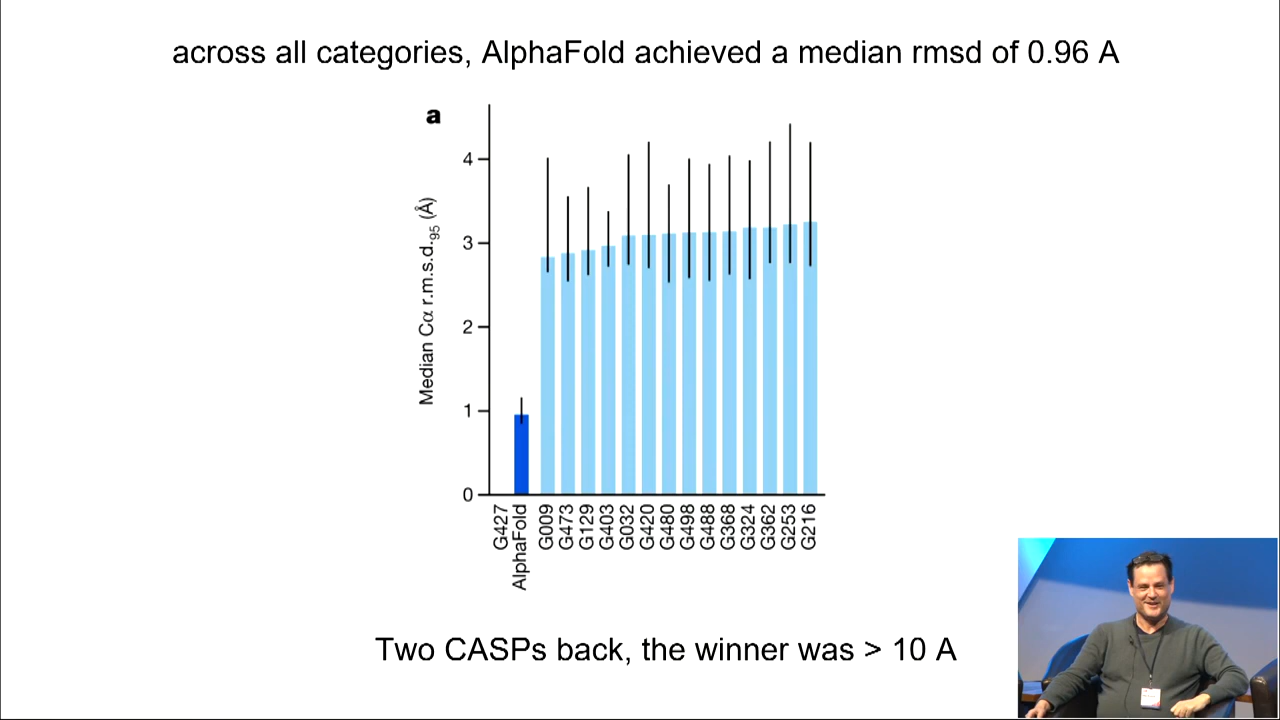 across all categories, AlphaFold achieved a median rmsd of 0.96 A
a
Median Cα r.m.s.d.95 (Å)
4
3
2
1
0
G427
AlphaFold
G009
G473
G129
G403
G032
G420
G480
G498
G488
G368
G324
G362
G253
G216
Two CASPs back, the winner was > 10 A